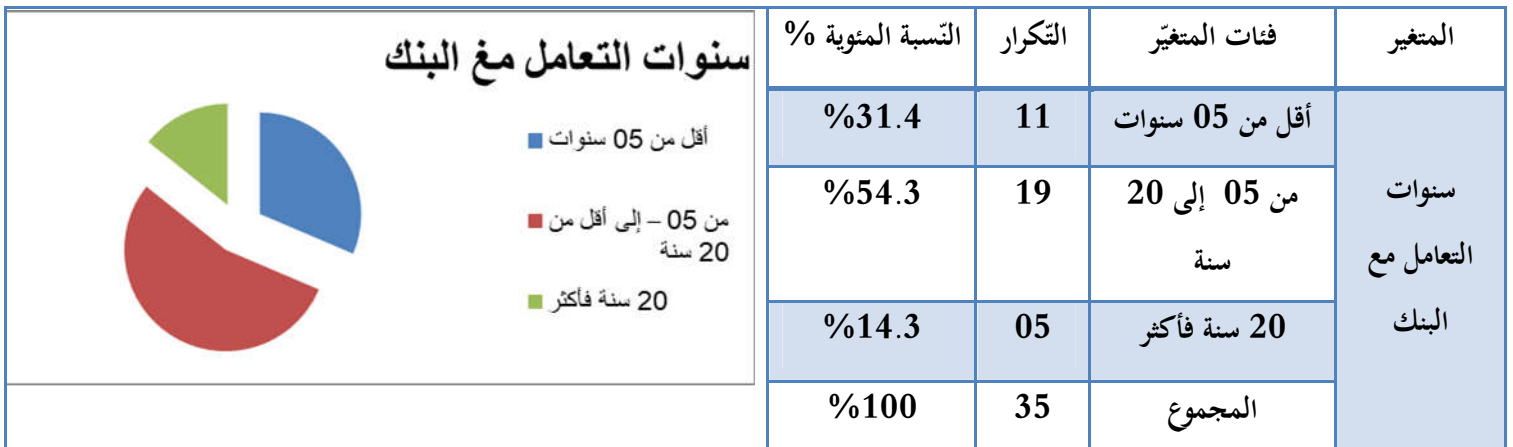 المتغير
فئات المتغيّر
التّكرار
النّسبة المئوية %
سنوات
التعامل مع
البنك
أقل من 05 سنوات
11
%31.4
من 05 إلى 20
سنة
19
%54.3
20 سنة فأكثر
05
%14.3
المجموع
35
%100
سنوات التعامل مغ البنك
أقل من 05 سنوات
من 05 – إلى أقل من
20 سنة
20 سنة فأكثر